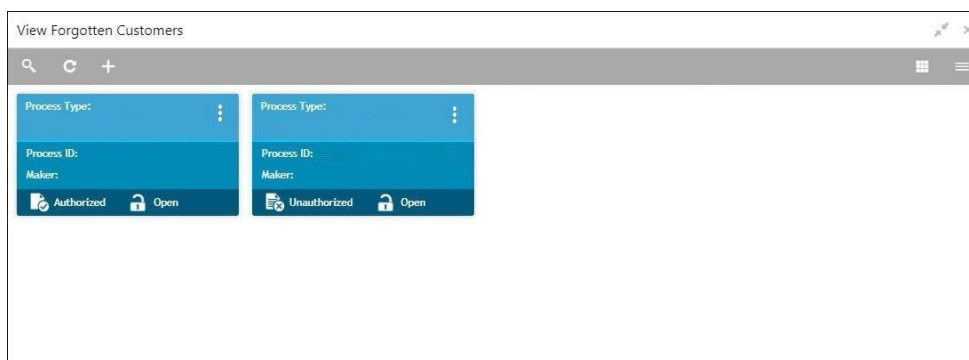 View Forgotten Customers
Process Type:
Process ID:
Maker:
Authorized Open
Process Type:
Process ID:
Maker:
Unauthorized Open